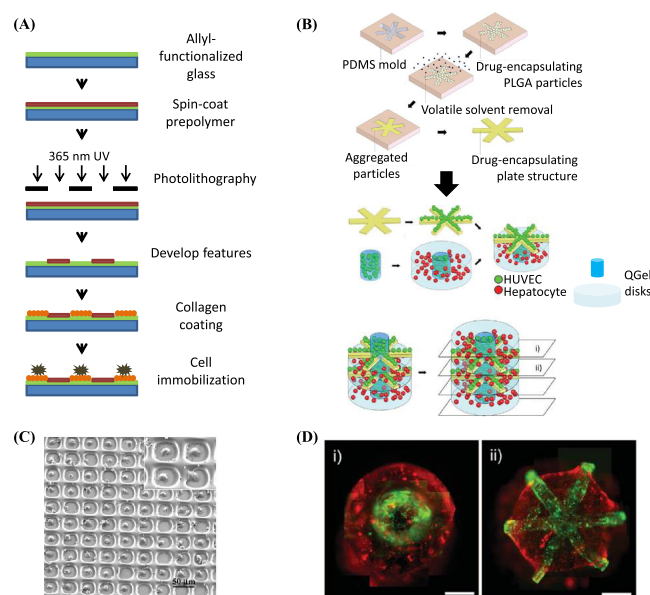 (A)
Allyl-
functionalized
glass
Spin-coat
prepolymer
365 nm UV
Photolithography
Develop features
Collagen
coating
Cell
immobilization
(B)
PDMS mold
Drug-encapsulating
PLGA particles
Volatile solvent removal
Aggregated
particles
Drug-encapsulating
plate structure
HUVEC
Hepatocyte
QGel
disks
i)
ii)
(C)
50 µm
(D)
i)
ii)